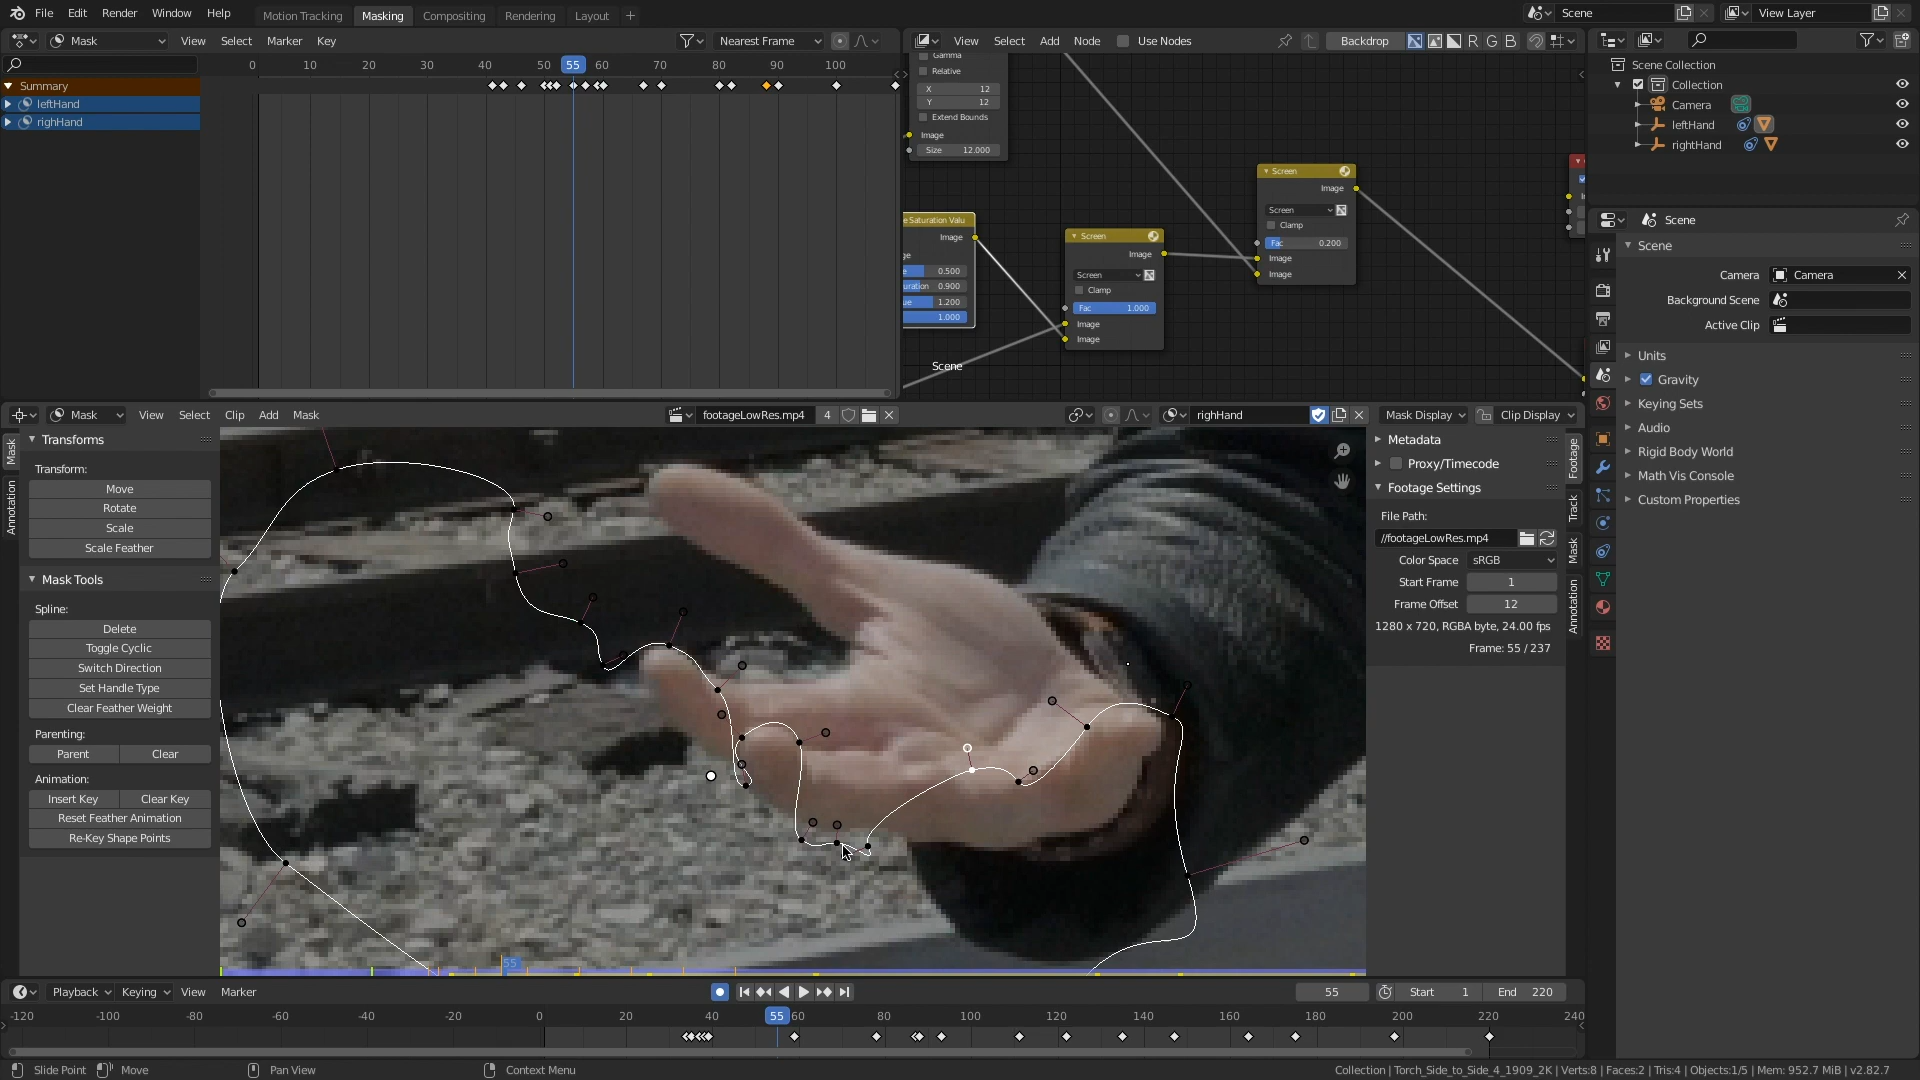 File Edit Render Window Help
Motion Tracking Masking Compositing Rendering Layout +
Scene
View Layer
Mask View Select Marker Key
Nearest Frame
View Select Add Node Use Nodes
Backdrop R G B
0 10 20 30 40 50 55 60 70 80 90 100
Summary
leftHand
righHand
Gamma
Relative
X 12
Y 12
Extend Bounds
Image
Size 12.000
e Saturation Valu
Image
ge
e 0.500
uration 0.900
ue 1.200
1.000
Screen
Image
Screen
Clamp
Fac 1.000
Image
Image
Screen
Image
Screen
Clamp
Fac 0.200
Image
Image
Scene
Scene Collection
Collection
Camera
leftHand
rightHand
Scene
Scene
Camera Camera
Background Scene
Active Clip
Units
Gravity
Keying Sets
Audio
Rigid Body World
Math Vis Console
Custom Properties
Mask View Select Clip Add Mask
footageLowRes.mp4 4
righHand
Mask Display
Clip Display
Mask
Annotation
Transforms
Transform:
Move
Rotate
Scale
Scale Feather
Mask Tools
Spline:
Delete
Toggle Cyclic
Switch Direction
Set Handle Type
Clear Feather Weight
Parenting:
Parent Clear
Animation:
Insert Key Clear Key
Reset Feather Animation
Re-Key Shape Points
55
Metadata
Proxy/Timecode
Footage Settings
File Path:
//footageLowRes.mp4
Color Space sRGB
Start Frame 1
Frame Offset 12
1280 x 720, RGBA byte, 24.00 fps
Frame: 55 / 237
Footage
Track
Mask
Annotation
Playback Keying View Marker
55
Start 1
End 220
-120 -100 -80 -60 -40 -20 0 20 40 55 60 80 100 120 140 160 180 200 220 240
Slide Point Move Pan View Context Menu
Collection | Torch_Side_to_Side_4_1909_2K | Verts:8 | Faces:2 | Tris:4 | Objects:1/5 | Mem: 952.7 MiB | v2.82.7